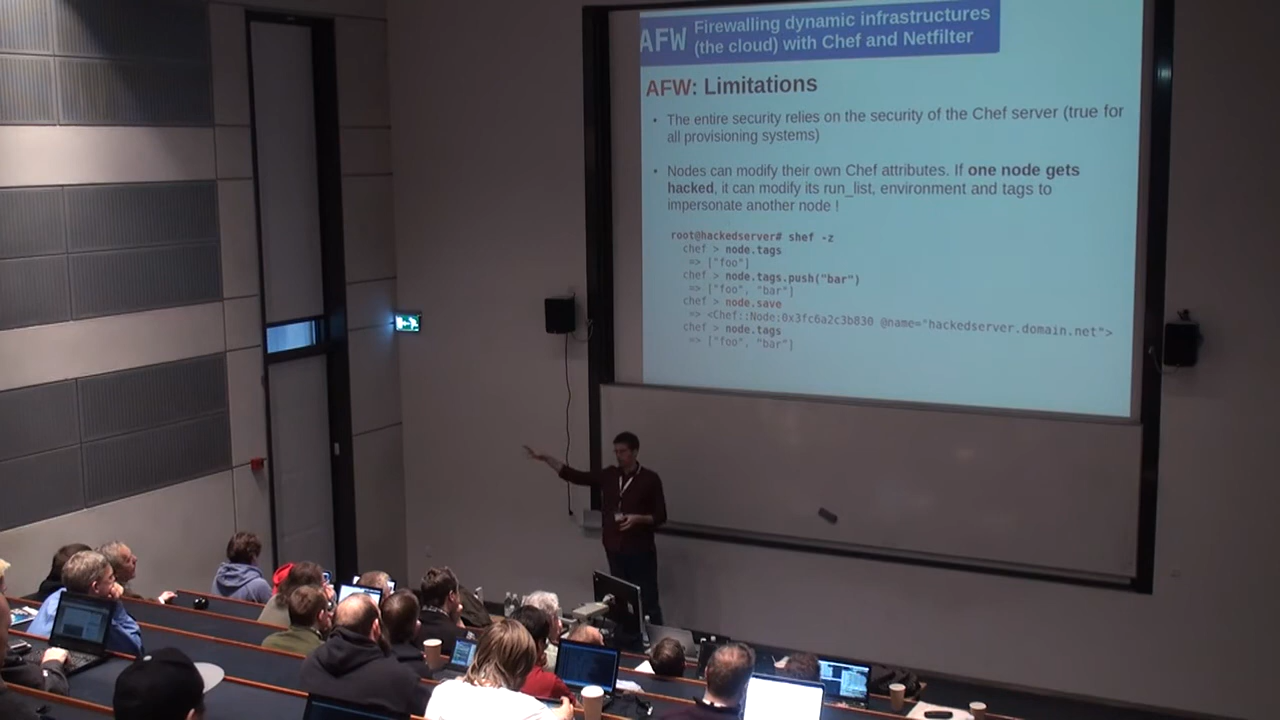 AFW Firewalling dynamic infrastructures
(the cloud) with Chef and Netfilter
AFW: Limitations
• The entire security relies on the security of the Chef server (true for
all provisioning systems)
• Nodes can modify their own Chef attributes. If one node gets
hacked, it can modify its run_list, environment and tags to
impersonate another node !
root@hackedserver# shef -z
chef > node.tags
=> ["foo"]
chef > node.tags.push("bar")
=> ["foo", "bar"]
chef > node.save
=> <Chef::Node:0x3fc6a2c3b830 @name="hackedserver.domain.net">
chef > node.tags
=> ["foo", "bar"]